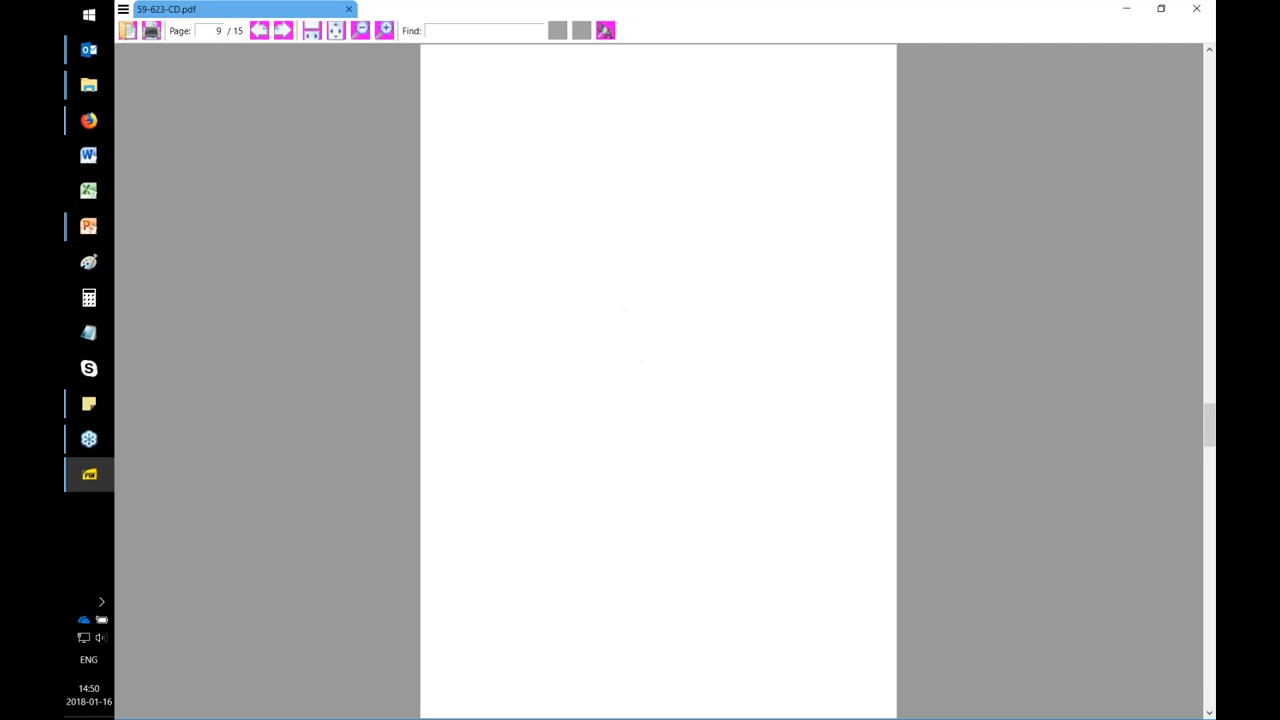 59-623-CD.pdf
Page: 9 / 15
Find:
ENG
14:50
2018-01-16